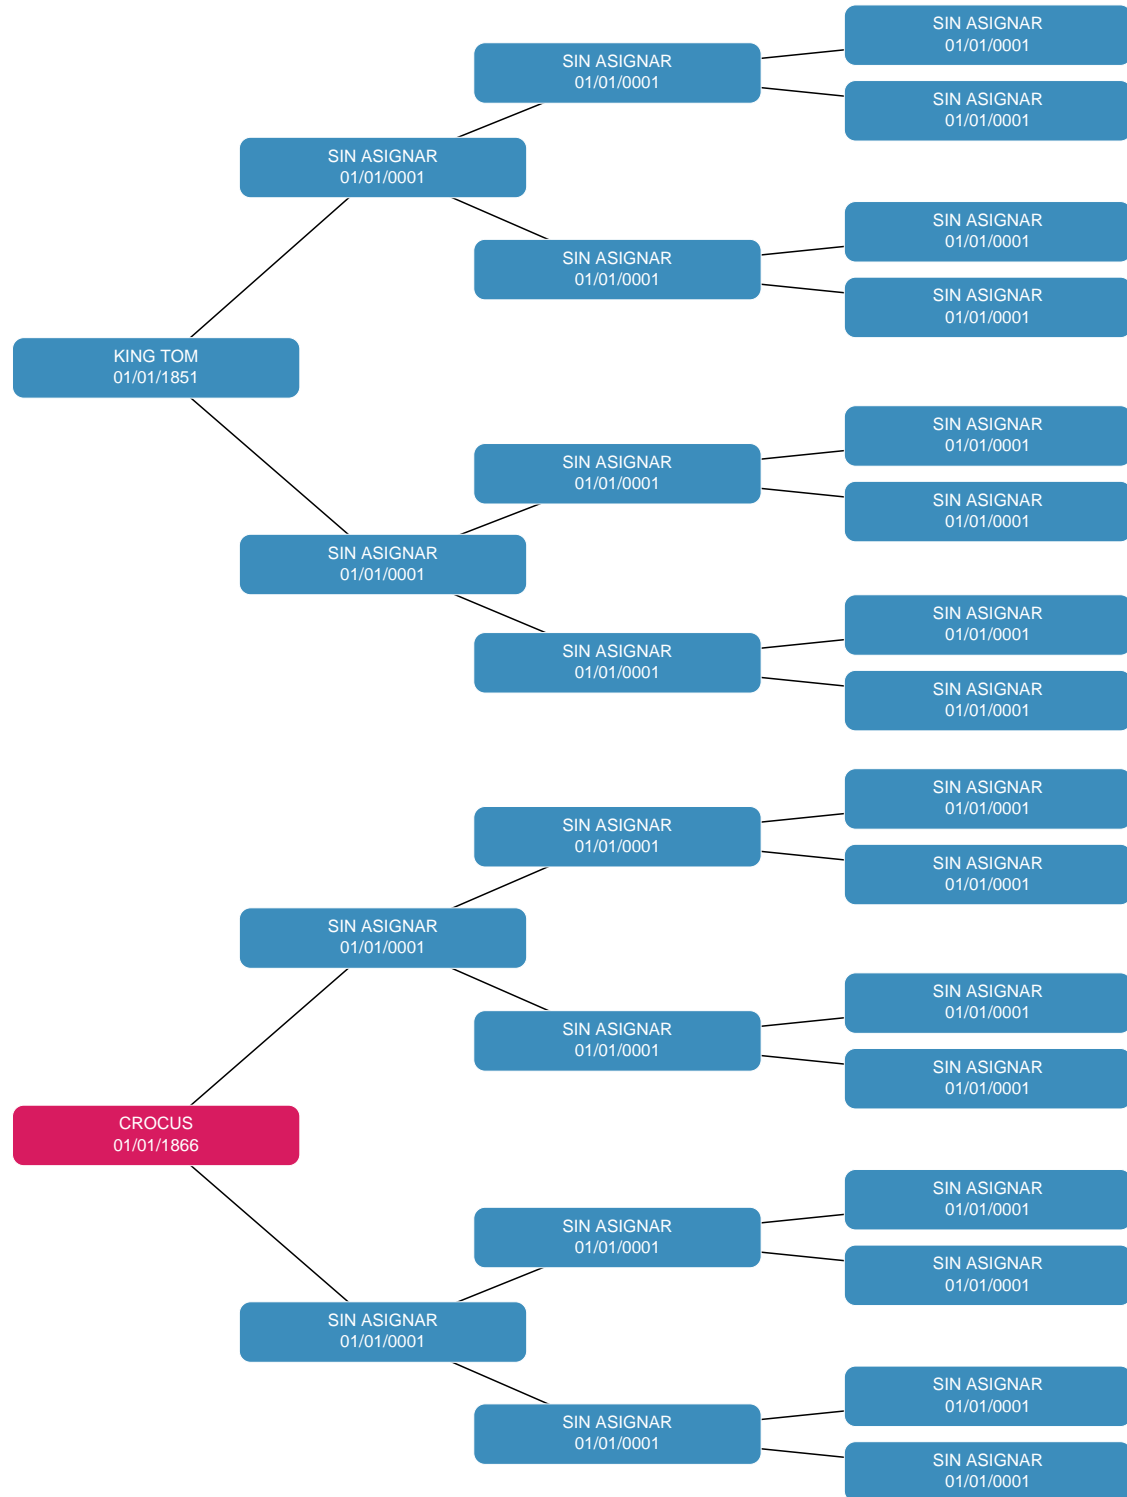 SIN ASIGNAR
01/01/0001
SIN ASIGNAR
01/01/0001
SIN ASIGNAR
01/01/0001
SIN ASIGNAR
01/01/0001
SIN ASIGNAR
01/01/0001
SIN ASIGNAR
01/01/0001
SIN ASIGNAR
01/01/0001
KING TOM
01/01/1851
SIN ASIGNAR
01/01/0001
SIN ASIGNAR
01/01/0001
SIN ASIGNAR
01/01/0001
SIN ASIGNAR
01/01/0001
SIN ASIGNAR
01/01/0001
SIN ASIGNAR
01/01/0001
SIN ASIGNAR
01/01/0001
SIN ASIGNAR
01/01/0001
SIN ASIGNAR
01/01/0001
SIN ASIGNAR
01/01/0001
SIN ASIGNAR
01/01/0001
SIN ASIGNAR
01/01/0001
SIN ASIGNAR
01/01/0001
SIN ASIGNAR
01/01/0001
CROCUS
01/01/1866
SIN ASIGNAR
01/01/0001
SIN ASIGNAR
01/01/0001
SIN ASIGNAR
01/01/0001
SIN ASIGNAR
01/01/0001
SIN ASIGNAR
01/01/0001
SIN ASIGNAR
01/01/0001
SIN ASIGNAR
01/01/0001